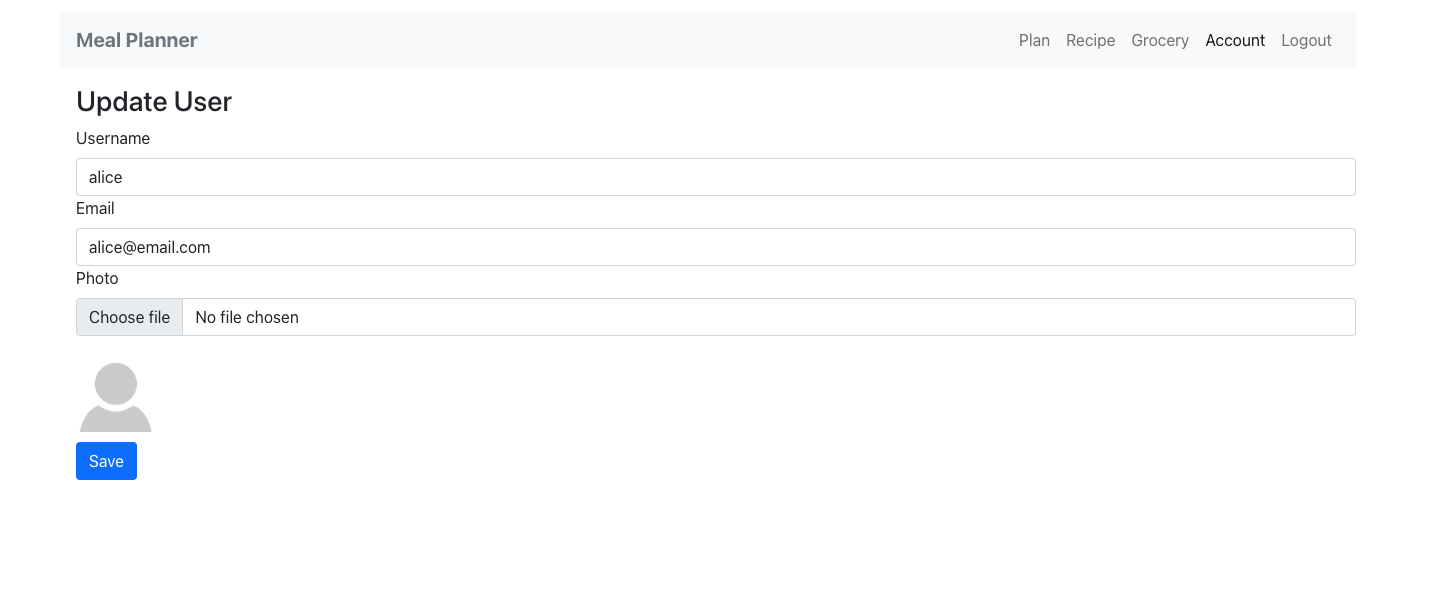 Meal Planner Plan Recipe Grocery Account Logout
Update User
Username
alice
Email
alice@email.com
Photo
Choose file No file chosen
Save